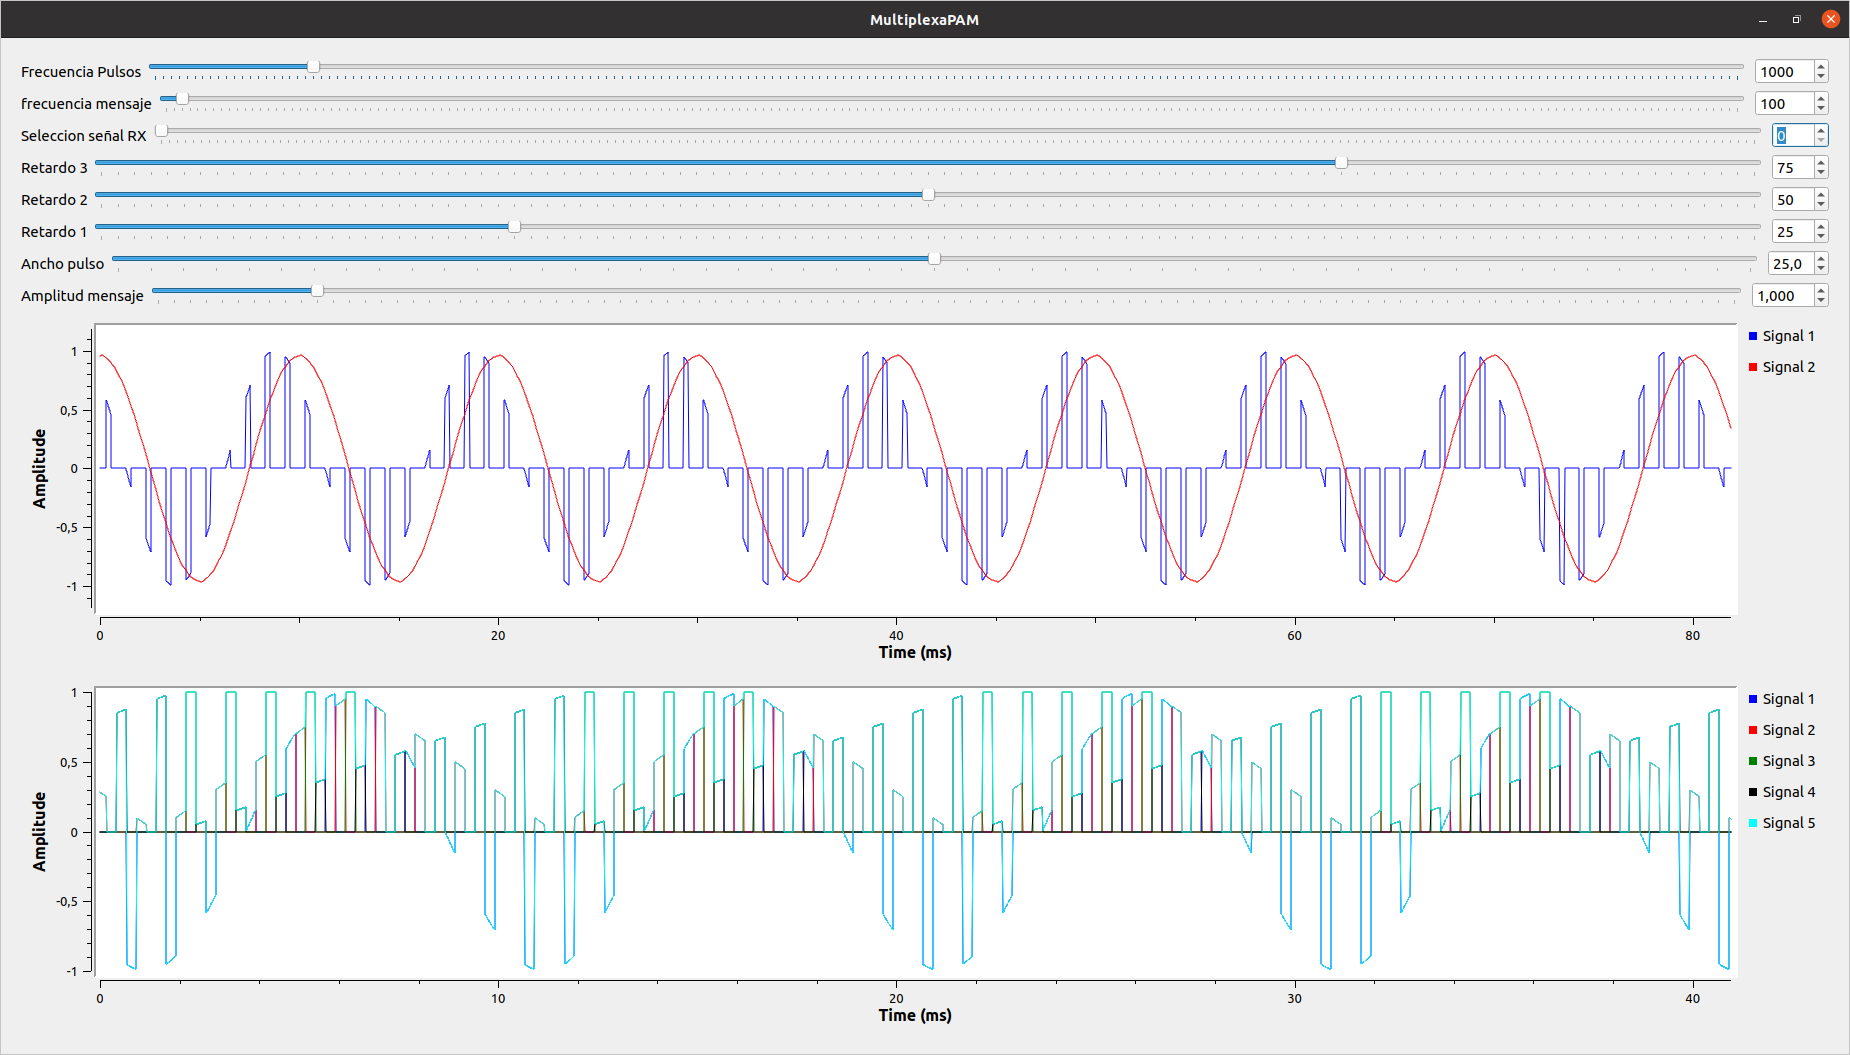 MultiplexaPAM
Frecuencia Pulsos 1000
frecuencia mensaje 100
Seleccion señal RX 0
Retardo 3 75
Retardo 2 50
Retardo 1 25
Ancho pulso 25,0
Amplitud mensaje 1,000
Signal 1
Signal 2
Amplitude
1
0,5
0
-0,5
-1
0 20 40 60 80
Time (ms)
Signal 1
Signal 2
Signal 3
Signal 4
Signal 5
Amplitude
1
0,5
0
-0,5
-1
0 10 20 30 40
Time (ms)